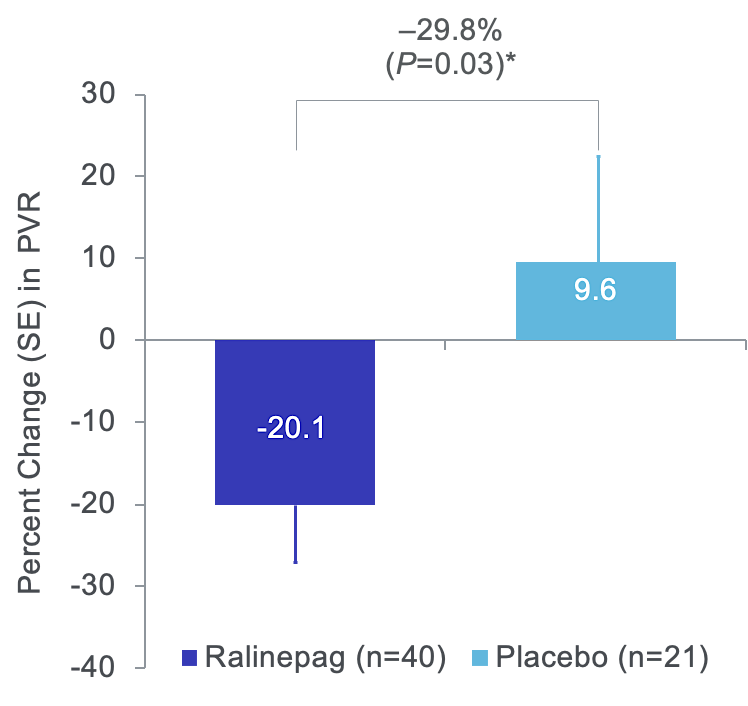 –29.8%
(P=0.03)*
30
20
10
0
-10
-20
-30
-40
Percent Change (SE) in PVR
9.6
-20.1
Ralinepag (n=40)
Placebo (n=21)